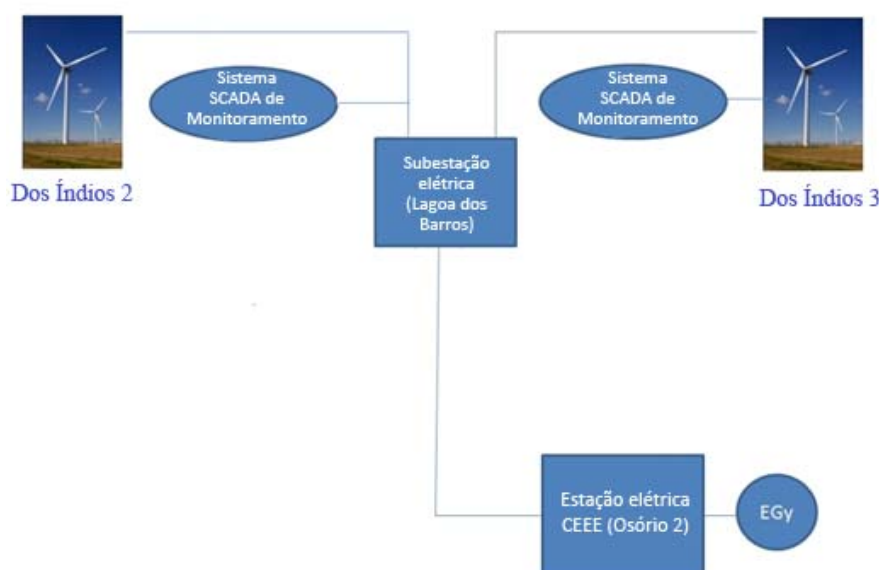 Sistema
SCADA de
Monitoramento
Dos Índios 2
Subestação
elétrica
(Lagoa dos
Barros)
Sistema
SCADA de
Monitoramento
Dos Índios 3
Estação elétrica
CEEE (Osório 2)
EGy